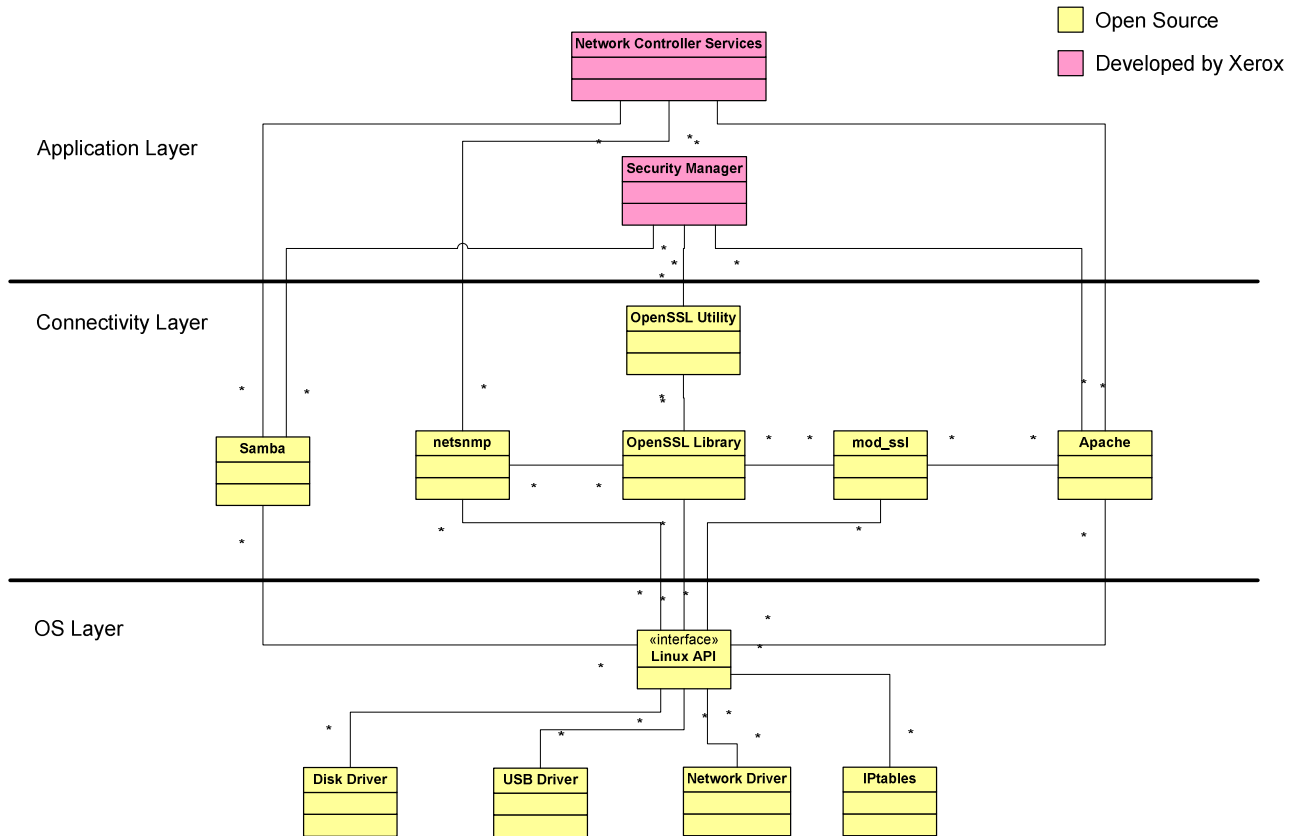 Open Source
Developed by Xerox
Network Controller Services
Application Layer
* * *
*
Security Manager
* * *
*
Connectivity Layer
OpenSSL Utility
* * * * *
* *
Samba
netsnmp
OpenSSL Library
mod_ssl
Apache
* * * *
* *
* * * * *
OS Layer
* * *
*
«interface»
Linux API
* *
* * * *
* * * *
Disk Driver
USB Driver
Network Driver
IPtables